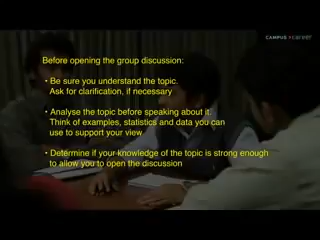 CAMPUS
Before opening the group discussion:
• Be sure you understand the topic.
Ask for clarification, if necessary
• Analyse the topic before speaking about it
Think of examples, statistics and data you can
use to support your view
• Determine if your knowledge of the topic is strong enough
to allow you to open the discussion